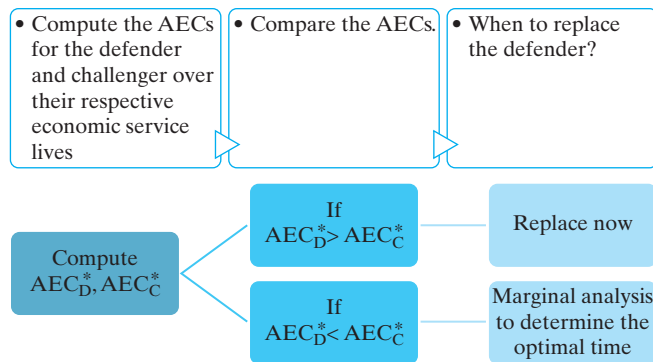 • Compute the AECs
for the defender
and challenger over
their respective
economic service
lives
• Compare the AECs.
• When to replace
the defender?
Compute
AEC*D, AEC*C
If
AEC*D > AEC*C
Replace now
If
AEC*D < AEC*C
Marginal analysis
to determine the
optimal time